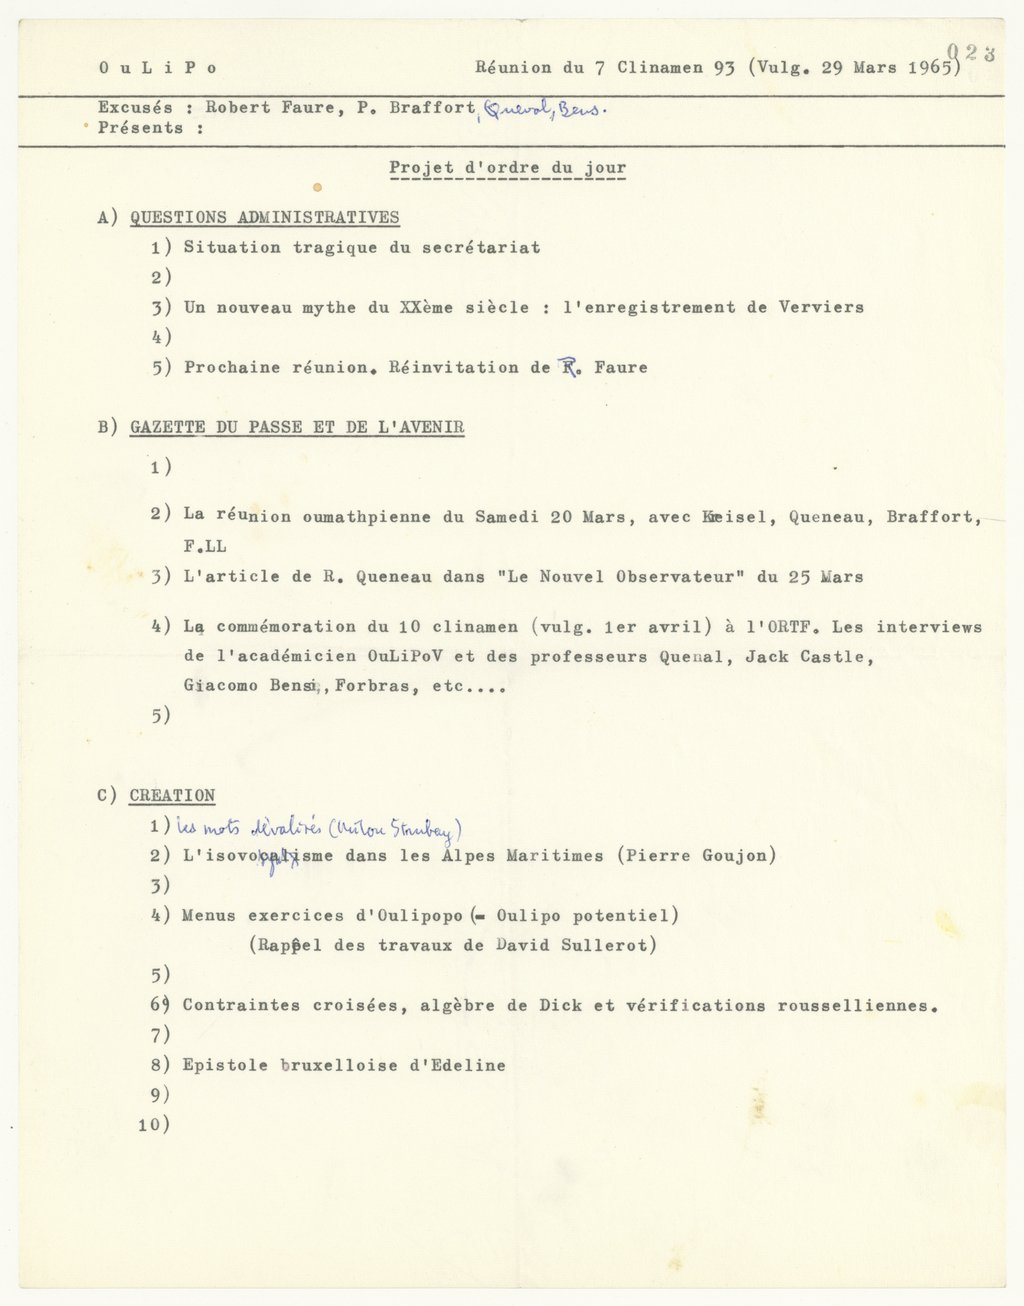 023
O u L i P o Réunion du 7 Clinamen 93 (Vulg. 29 Mars 1965)
Excusés : Robert Faure, P. Braffort, Queval, Bens.
Présents :
Projet d'ordre du jour
A) QUESTIONS ADMINISTRATIVES
1) Situation tragique du secrétariat
2)
3) Un nouveau mythe du XXème siècle : l'enregistrement de Verviers
4)
5) Prochaine réunion. Réinvitation de R. Faure
B) GAZETTE DU PASSE ET DE L'AVENIR
1)
2) La réunion oumathpienne du Samedi 20 Mars, avec Kreisel, Queneau, Braffort,
F.LL
3) L'article de R. Queneau dans "Le Nouvel Observateur" du 25 Mars
4) La commémoration du 10 clinamen (vulg. 1er avril) à l'ORTF. Les interviews
de l'académicien OuLiPoV et des professeurs Quenal, Jack Castle,
Giacomo Bensi, Forbras, etc....
5)
C) CREATION
1) les mots dévalisés (
2) L'isovocalisme dans les Alpes Maritimes (Pierre Goujon)
3)
4) Menus exercices d'Oulipopo (= Oulipo potentiel)
(Rappel des travaux de David Sullerot)
5)
6) Contraintes croisées, algèbre de Dick et vérifications rousselliennes.
7)
8) Epistole bruxelloise d'Edeline
9)
10)